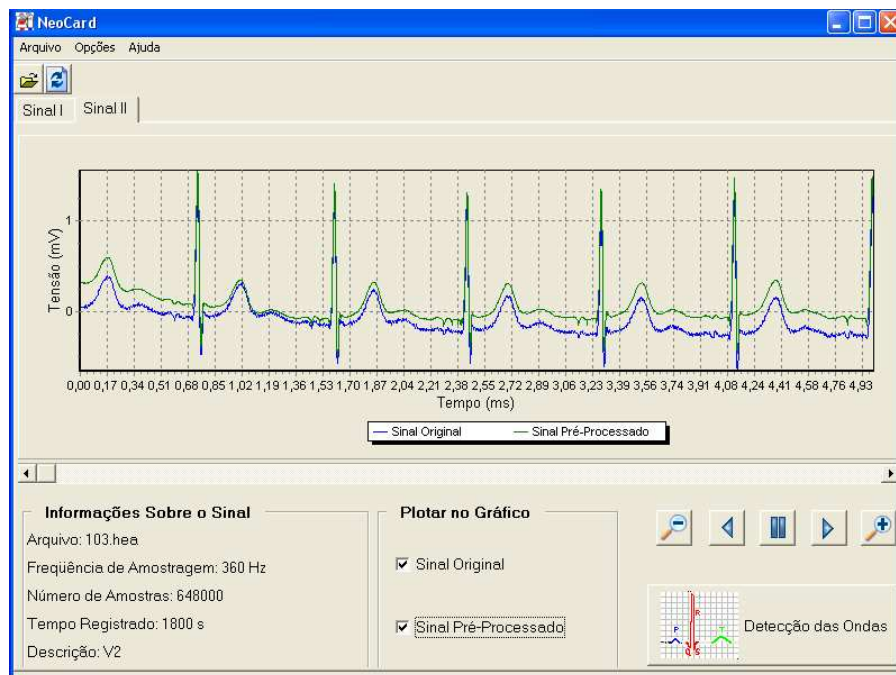 NeoCard
Arquivo Opções Ajuda
Sinal I Sinal II
Tensão (mV)
1
0
0,00 0,17 0,34 0,51 0,68 0,85 1,02 1,19 1,36 1,53 1,70 1,87 2,04 2,21 2,38 2,55 2,72 2,89 3,06 3,23 3,39 3,56 3,74 3,91 4,08 4,24 4,41 4,58 4,76 4,93
Tempo (ms)
Sinal Original Sinal Pré-Processado
Informações Sobre o Sinal
Arquivo: 103.hea
Freqüência de Amostragem: 360 Hz
Número de Amostras: 648000
Tempo Registrado: 1800 s
Descrição: V2
Plotar no Gráfico
Sinal Original
Sinal Pré-Processado
P R T
Q S
Detecção das Ondas